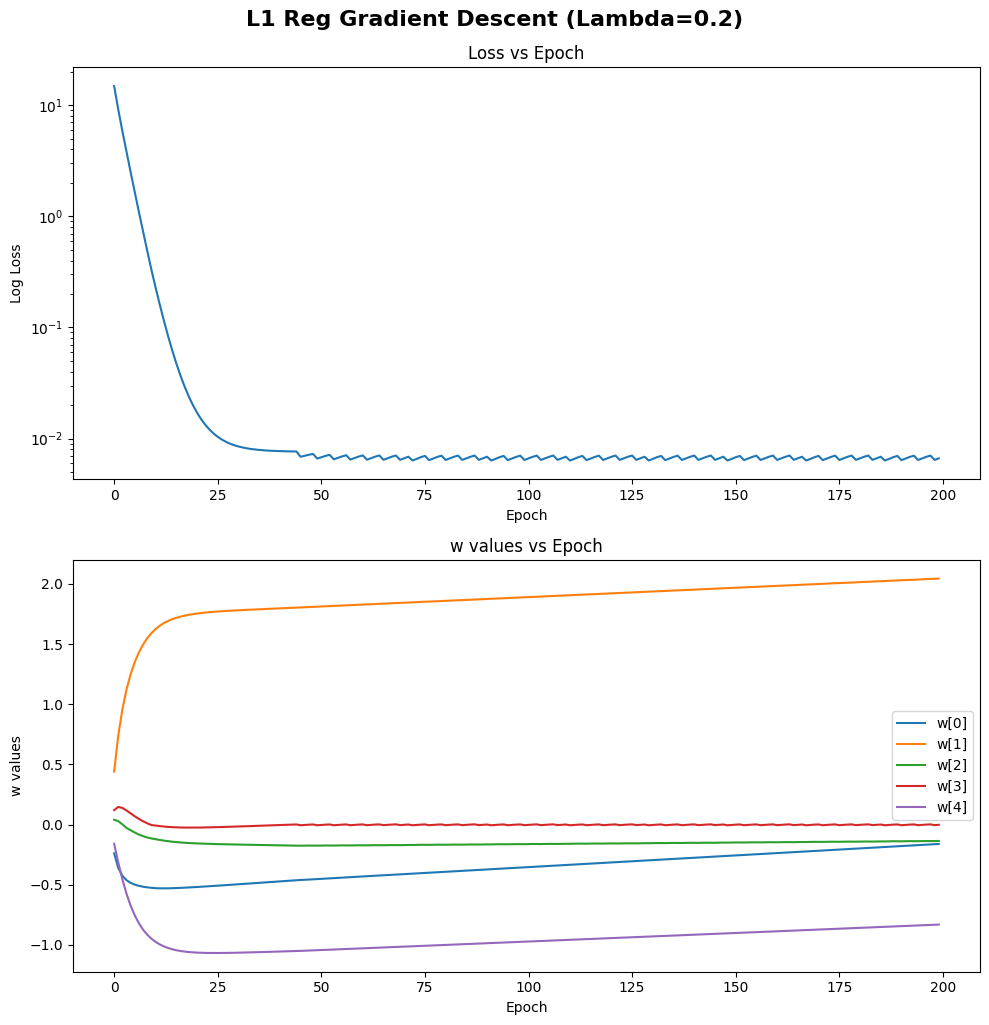 L1 Reg Gradient Descent (Lambda=0.2)
Loss vs Epoch
Log Loss
10^1
10^0
10^-1
10^-2
0 25 50 75 100 125 150 175 200
Epoch
w values vs Epoch
w values
2.0
1.5
1.0
0.5
0.0
−0.5
−1.0
w[0]
w[1]
w[2]
w[3]
w[4]
0 25 50 75 100 125 150 175 200
Epoch